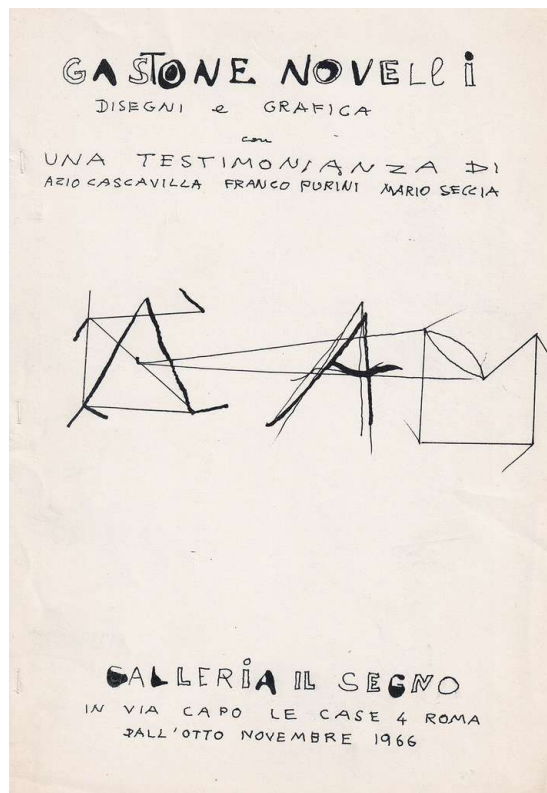 GASTONE NOVELLI
DISEGNI e GRAFICA
con
UNA TESTIMONIANZA DI
AZIO CASCAVILLA FRANCO PURINI MARIO SECCIA
GALLERIA IL SEGNO
IN VIA CAPO LE CASE 4 ROMA
DALL'OTTO NOVEMBRE 1966